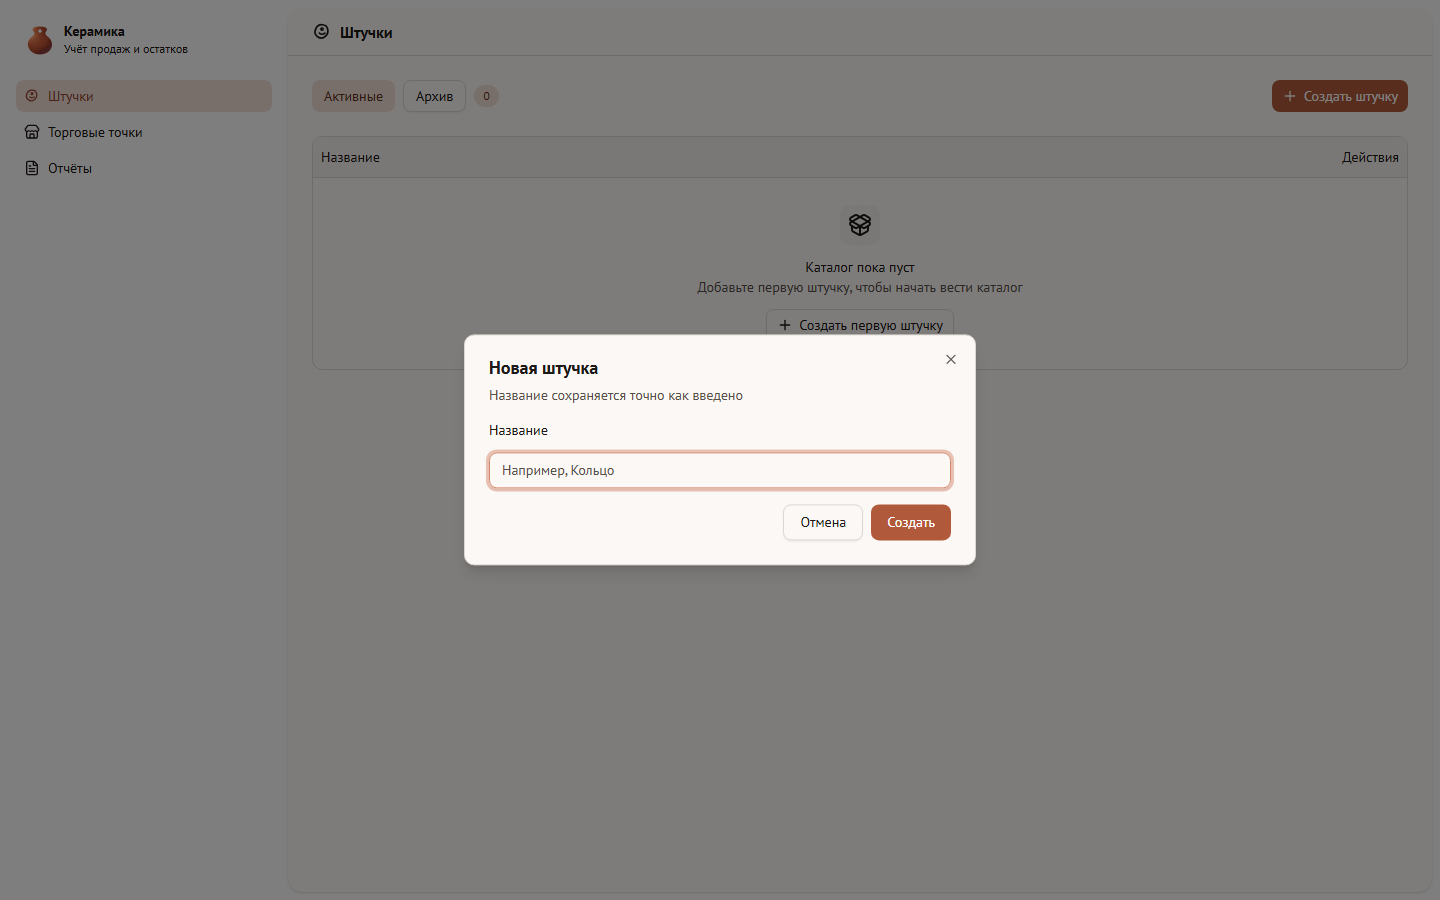 Керамика
Учёт продаж и остатков
Штучки
Торговые точки
Отчёты
Штучки
Активные
Архив
0
Создать штучку
Название
Действия
Каталог пока пуст
Добавьте первую штучку, чтобы начать вести каталог
Создать первую штучку
Новая штучка
Название сохраняется точно как введено
Название
Например, Кольцо
Отмена
Создать